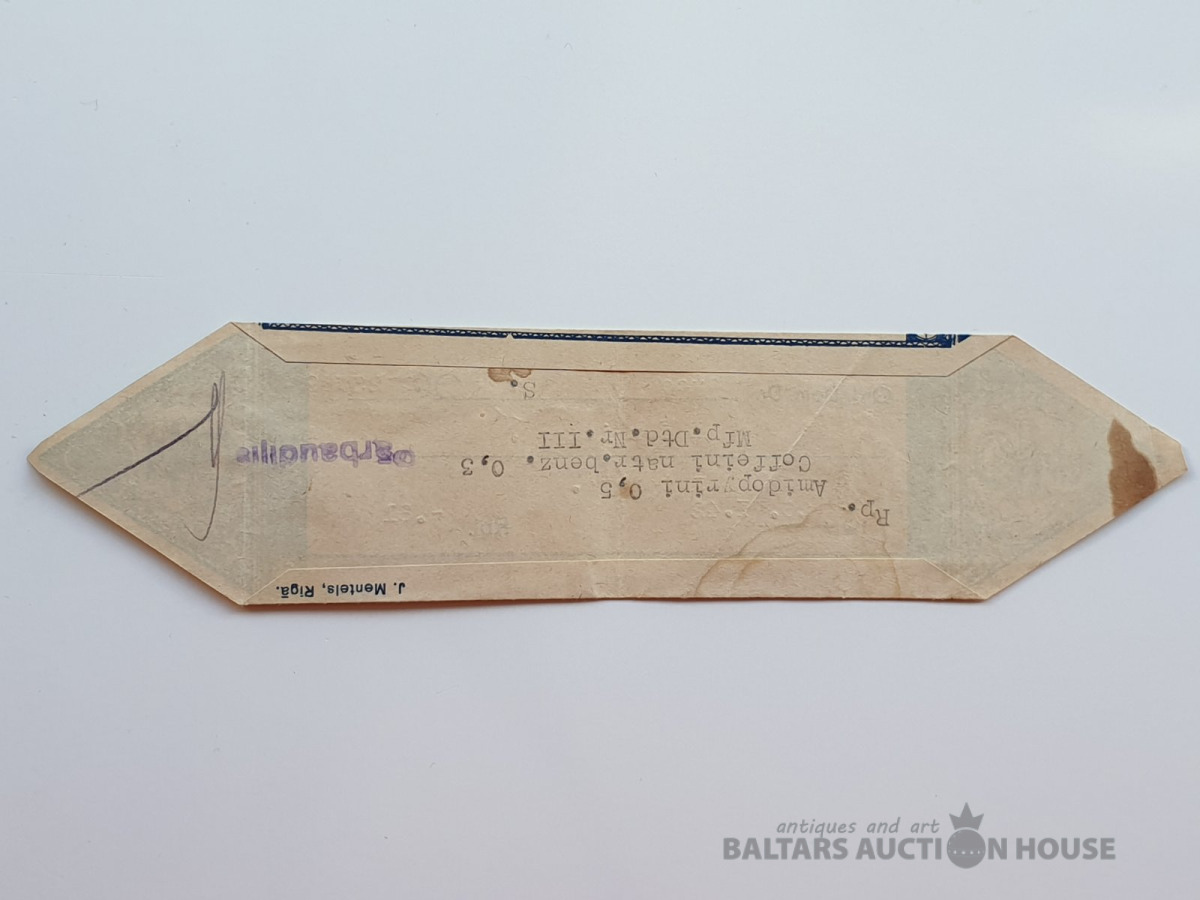 Rp.
Amidopyrini 0,5
Coffeini natr.benz. 0,3
Mfp.Dtd.Nr.III
S.
J. Mentels, Rīgā.
antiques and art
BALTARS AUCTION HOUSE